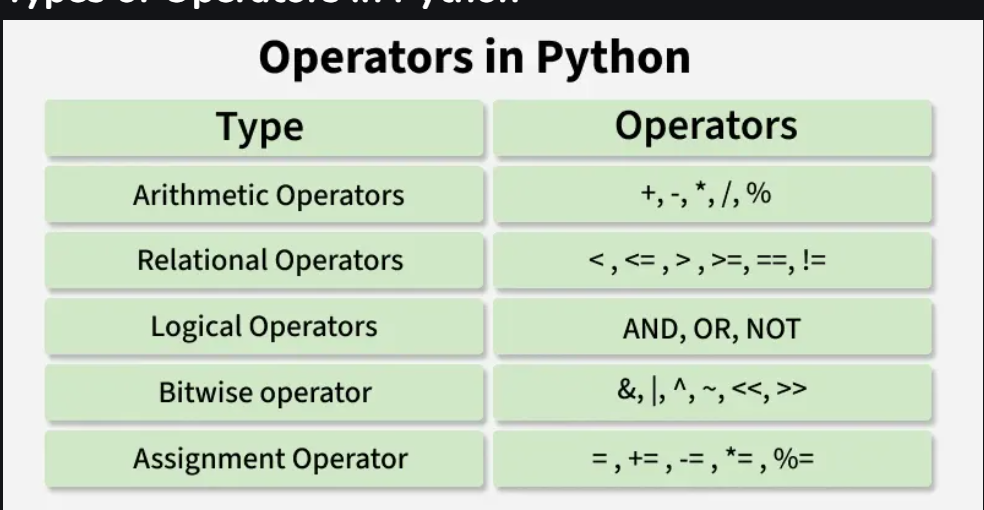 Types of Operators in Python
Operators in Python
Type Operators
Arithmetic Operators +, -, *, /, %
Relational Operators < , <= , > , >=, ==, !=
Logical Operators AND, OR, NOT
Bitwise operator &, |, ^, ~, <<, >>
Assignment Operator = , += , -= , *= , %=